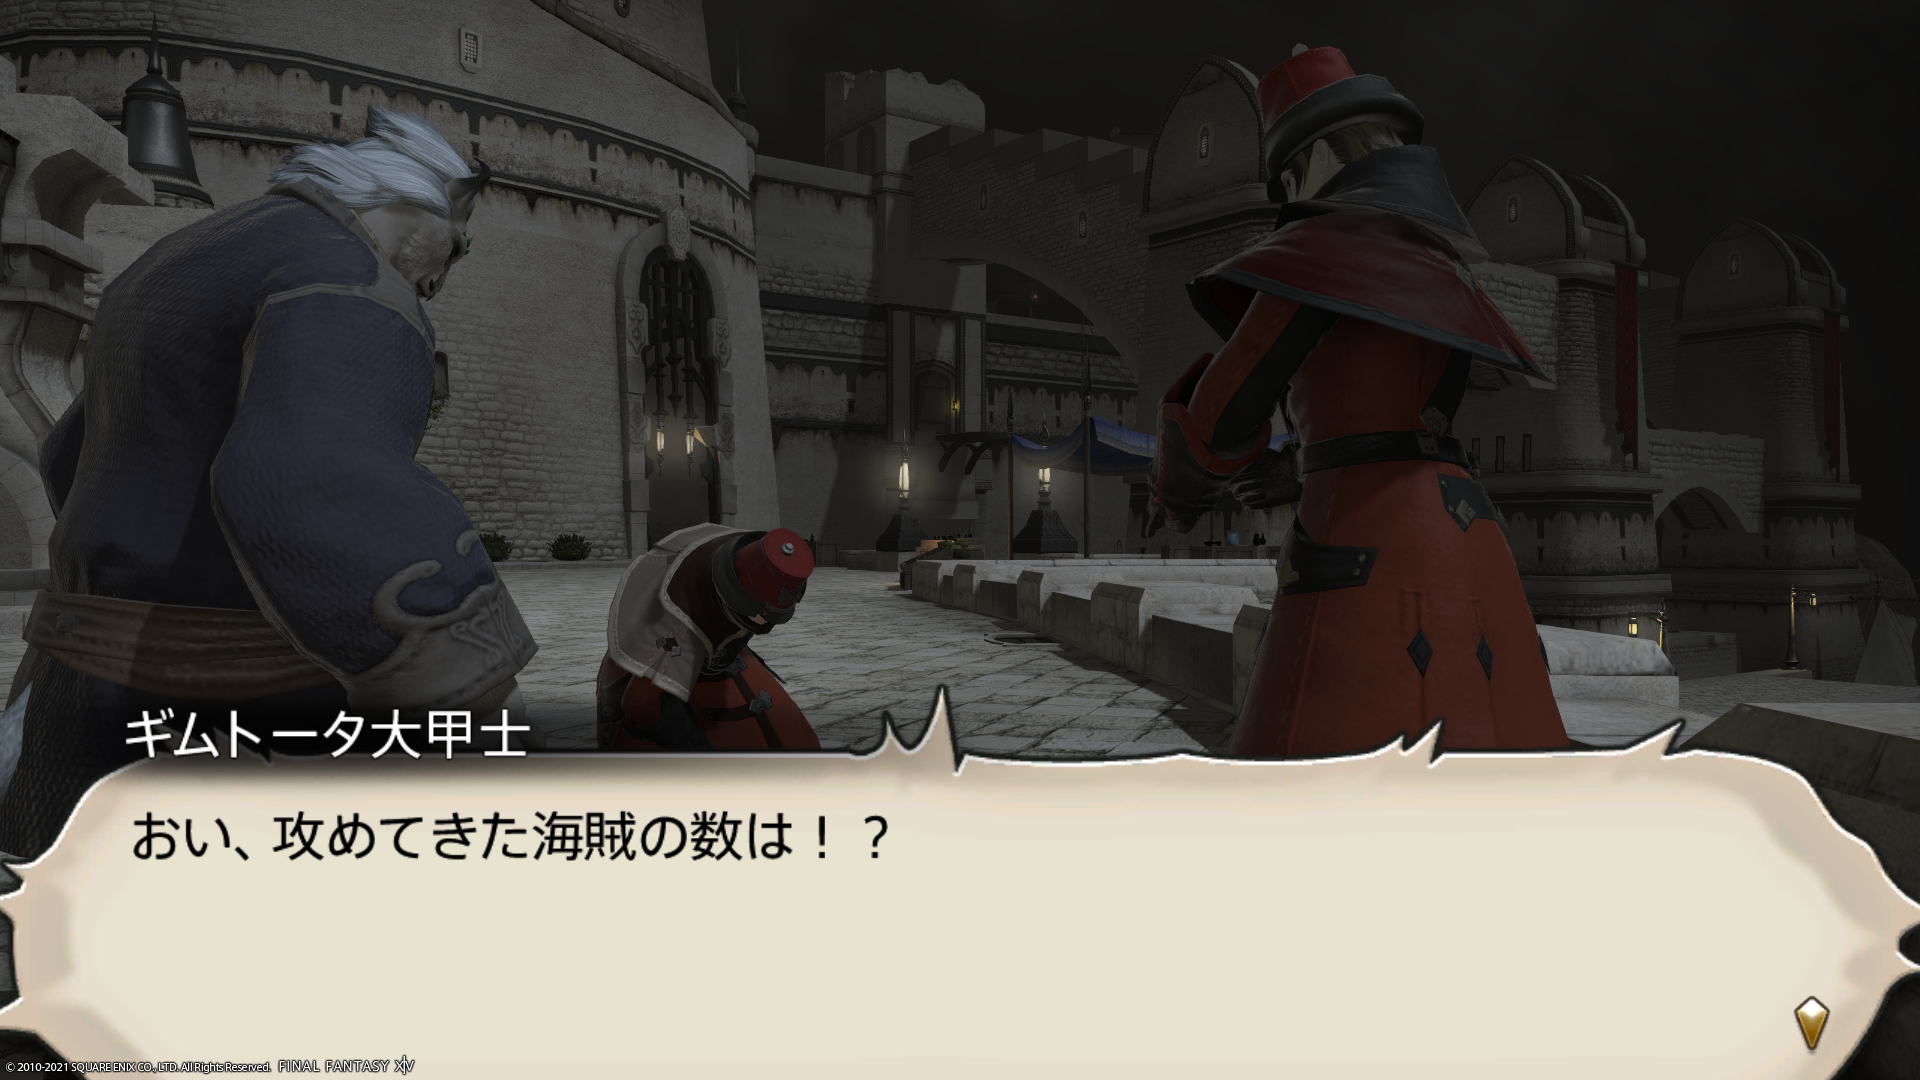 ギムトータ大甲士
おい、攻めてきた海賊の数は！？
© 2010-2021 SQUARE ENIX CO., LTD. All Rights Reserved. FINAL FANTASY XIV